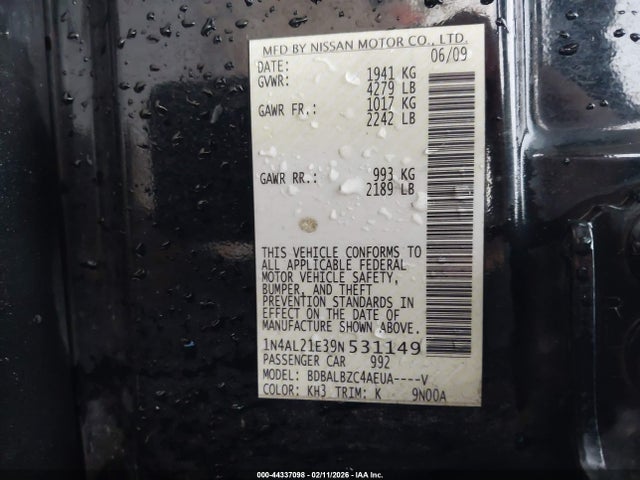 MFD BY NISSAN MOTOR CO., LTD.
DATE: 06/09
GVWR: 1941 KG
4279 LB
GAWR FR.: 1017 KG
2242 LB
GAWR RR.: 993 KG
2189 LB
THIS VEHICLE CONFORMS TO
ALL APPLICABLE FEDERAL
MOTOR VEHICLE SAFETY,
BUMPER, AND THEFT
PREVENTION STANDARDS IN
EFFECT ON THE DATE OF
MANUFACTURE SHOWN ABOVE.
1N4AL21E39N531149
PASSENGER CAR 992
MODEL: BDBALBZC4AEUA----V
COLOR: KH3 TRIM: K 9N00A
000-44337098 - 02/11/2026 - IAA Inc.